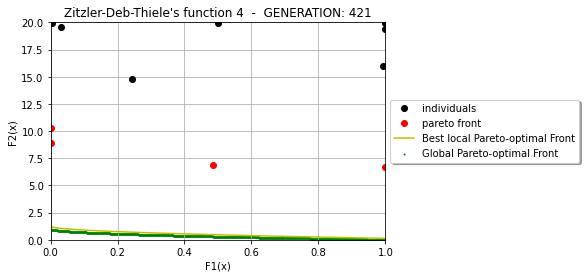 Zitzler-Deb-Thiele's function 4 - GENERATION: 421
20.0
17.5
15.0
12.5
10.0
7.5
5.0
2.5
0.0
F2(x)
0.0 0.2 0.4 0.6 0.8 1.0
F1(x)
individuals
pareto front
Best local Pareto-optimal Front
Global Pareto-optimal Front